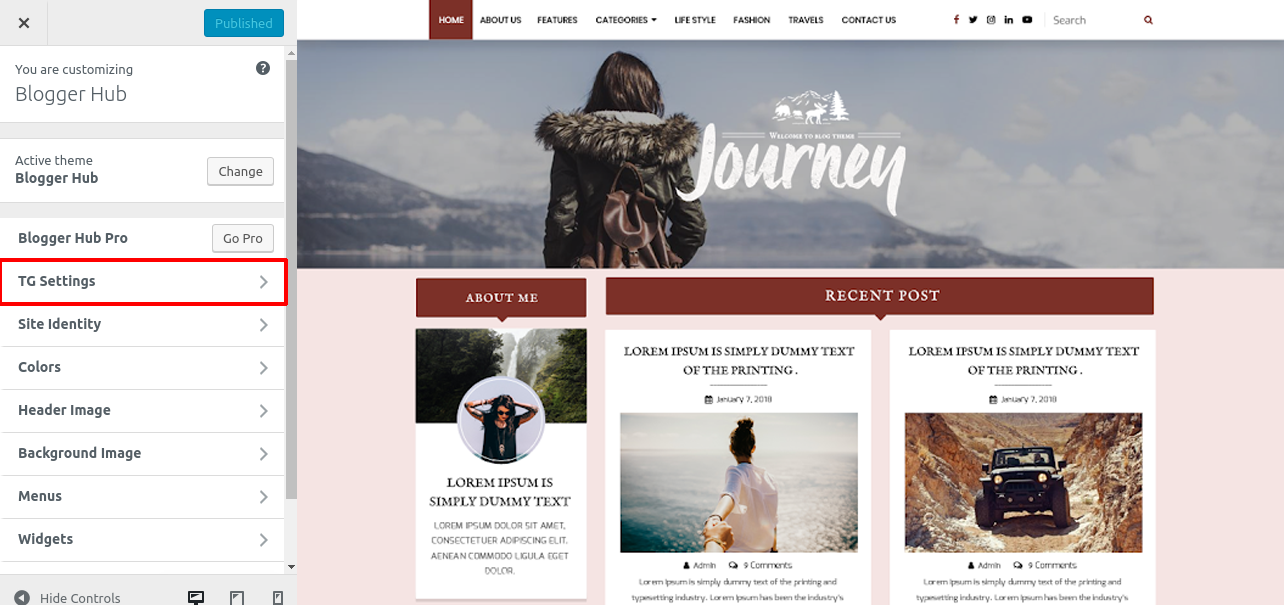 Published
You are customizing
Blogger Hub
Active theme
Blogger Hub
Change
Blogger Hub Pro
Go Pro
TG Settings
Site Identity
Colors
Header Image
Background Image
Menus
Widgets
Hide Controls
HOME ABOUT US FEATURES CATEGORIES LIFE STYLE FASHION TRAVELS CONTACT US
Search
WELCOME TO BLOG THEME
Journey
ABOUT ME
LOREM IPSUM IS
SIMPLY DUMMY TEXT
LOREM IPSUM DOLOR SIT AMET,
CONSECTETUER ADIPISCING ELIT.
AENEAN COMMODO LIGULA EGET
DOLOR.
RECENT POST
LOREM IPSUM IS SIMPLY DUMMY TEXT
OF THE PRINTING .
January 7, 2018
Admin 9 Comments
Lorem Ipsum is simply dummy text of the printing and
typesetting industry. Lorem Ipsum has been the industry's
LOREM IPSUM IS SIMPLY DUMMY TEXT
OF THE PRINTING .
January 7, 2018
Admin 9 Comments
Lorem Ipsum is simply dummy text of the printing and
typesetting industry. Lorem Ipsum has been the industry's